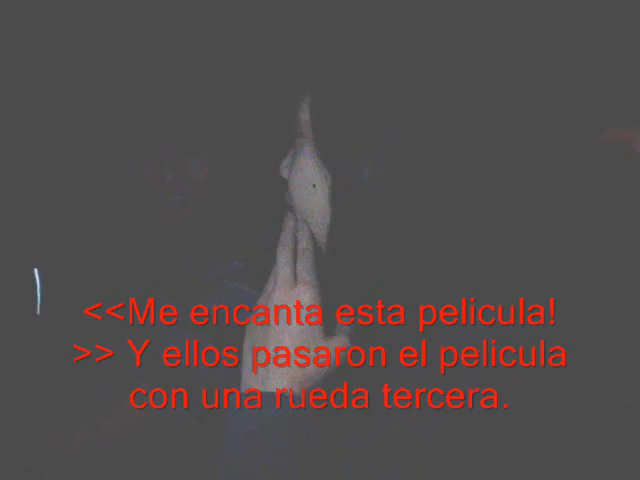 <<Me encanta esta pelicula!
>> Y ellos pasaron el pelicula
con una rueda tercera.